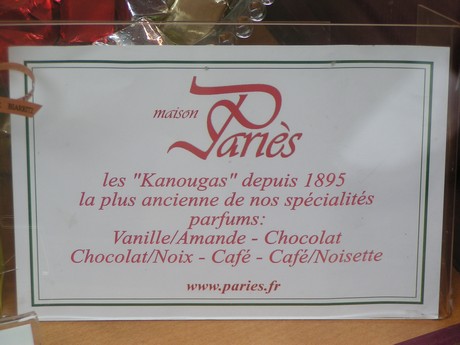 maison
Pariès
les "Kanougas" depuis 1895
la plus ancienne de nos spécialités
parfums:
Vanille/Amande - Chocolat
Chocolat/Noix - Café - Café/Noisette
www.paries.fr
BIARRITZ